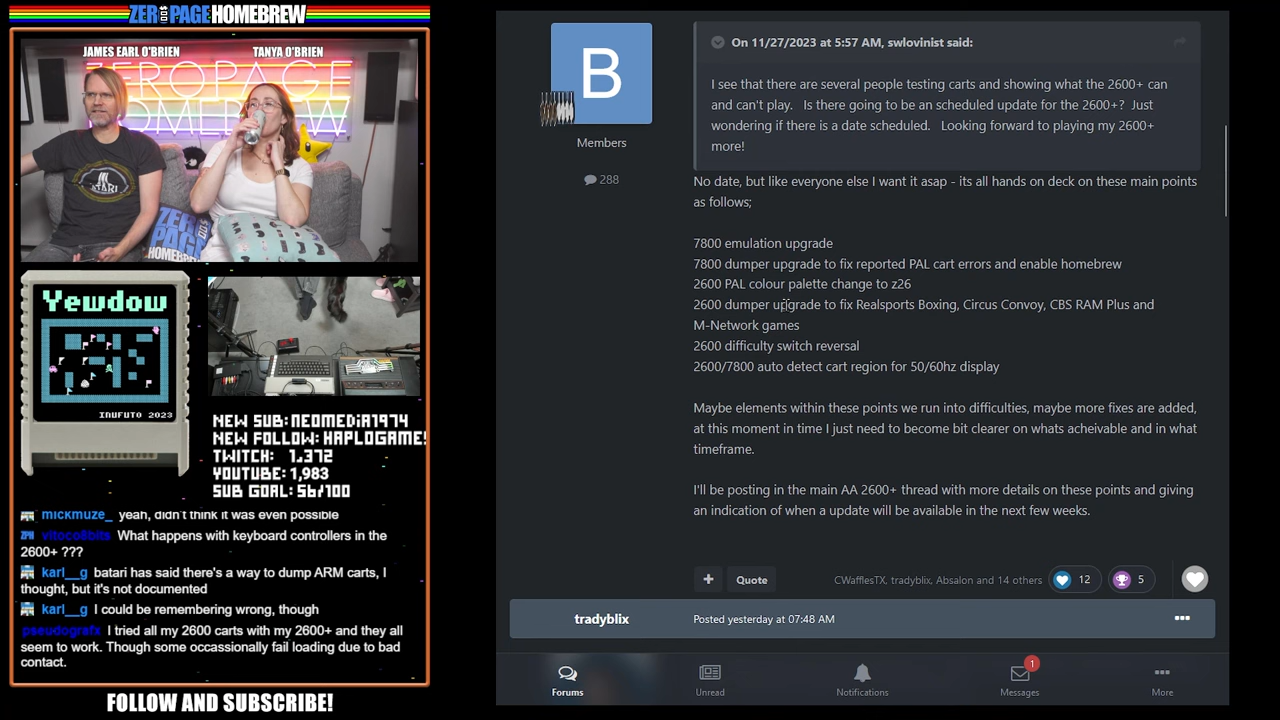 ZEROPAGE HOMEBREW
JAMES EARL O'BRIEN
TANYA O'BRIEN
ZEROPAGE
HOMEBREW
ATARI
ZERO
PAGE
HOMEBREW
Yewdow
INUFUTO 2023
NEW SUB: NEOMEDIA1974
NEW FOLLOW: HAPLOGAME!
TWITCH: 1,372
YOUTUBE: 1,983
SUB GOAL: 56/100
mickmuze_ yeah, didn't think it was even possible
vitoco8bits What happens with keyboard controllers in the
2600+ ???
karl__g batari has said there's a way to dump ARM carts, I
thought, but it's not documented
karl__g I could be remembering wrong, though
pseudografx I tried all my 2600 carts with my 2600+ and they all
seem to work. Though some occassionally fail loading due to bad
contact.
FOLLOW AND SUBSCRIBE!
B
Members
288
On 11/27/2023 at 5:57 AM, swlovinist said:
I see that there are several people testing carts and showing what the 2600+ can
and can't play. Is there going to be an scheduled update for the 2600+? Just
wondering if there is a date scheduled. Looking forward to playing my 2600+
more!
No date, but like everyone else I want it asap - its all hands on deck on these main points
as follows;
7800 emulation upgrade
7800 dumper upgrade to fix reported PAL cart errors and enable homebrew
2600 PAL colour palette change to z26
2600 dumper upgrade to fix Realsports Boxing, Circus Convoy, CBS RAM Plus and
M-Network games
2600 difficulty switch reversal
2600/7800 auto detect cart region for 50/60hz display
Maybe elements within these points we run into difficulties, maybe more fixes are added,
at this moment in time I just need to become bit clearer on whats acheivable and in what
timeframe.
I'll be posting in the main AA 2600+ thread with more details on these points and giving
an indication of when a update will be available in the next few weeks.
+ Quote
CWafflesTX, tradyblix, Absalon and 14 others 12 5
tradyblix
Posted yesterday at 07:48 AM
Forums
Unread
Notifications
1
Messages
More